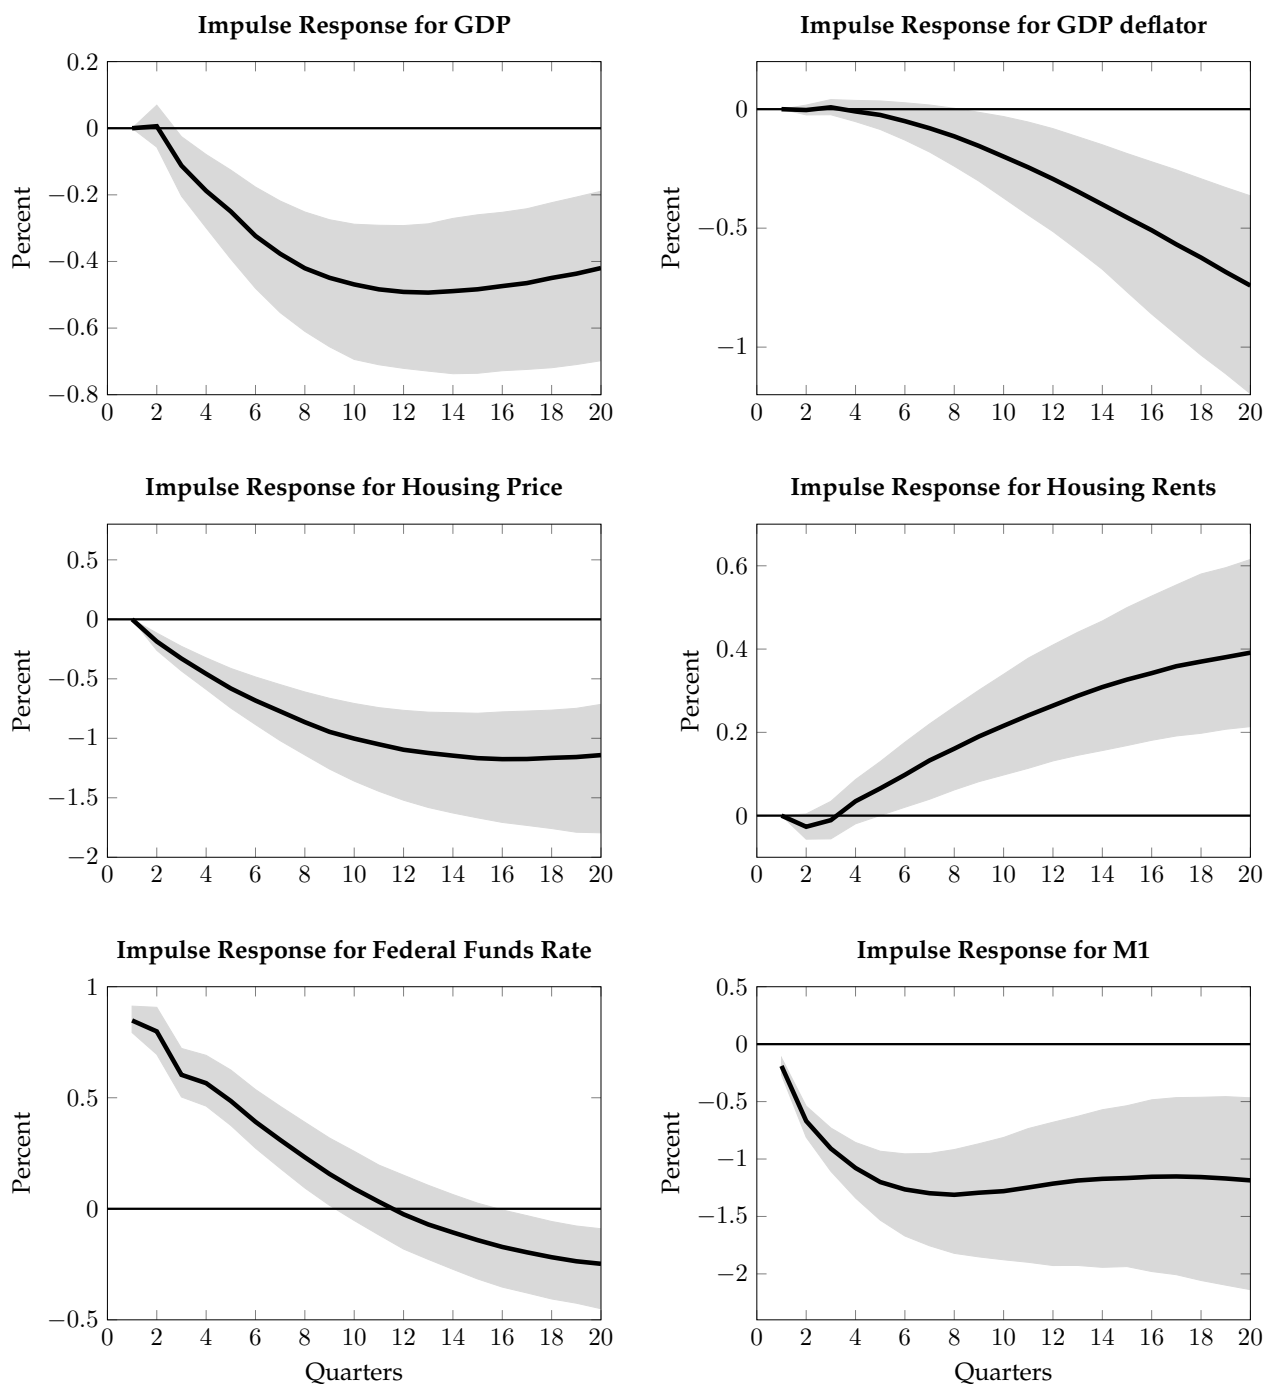 Impulse Response for GDP
Percent
0.2
0
−0.2
−0.4
−0.6
−0.8
0 2 4 6 8 10 12 14 16 18 20
Impulse Response for GDP deflator
Percent
0
−0.5
−1
0 2 4 6 8 10 12 14 16 18 20
Impulse Response for Housing Price
Percent
0.5
0
−0.5
−1
−1.5
−2
0 2 4 6 8 10 12 14 16 18 20
Impulse Response for Housing Rents
Percent
0.6
0.4
0.2
0
0 2 4 6 8 10 12 14 16 18 20
Impulse Response for Federal Funds Rate
Percent
1
0.5
0
−0.5
0 2 4 6 8 10 12 14 16 18 20
Quarters
Impulse Response for M1
Percent
0.5
0
−0.5
−1
−1.5
−2
0 2 4 6 8 10 12 14 16 18 20
Quarters